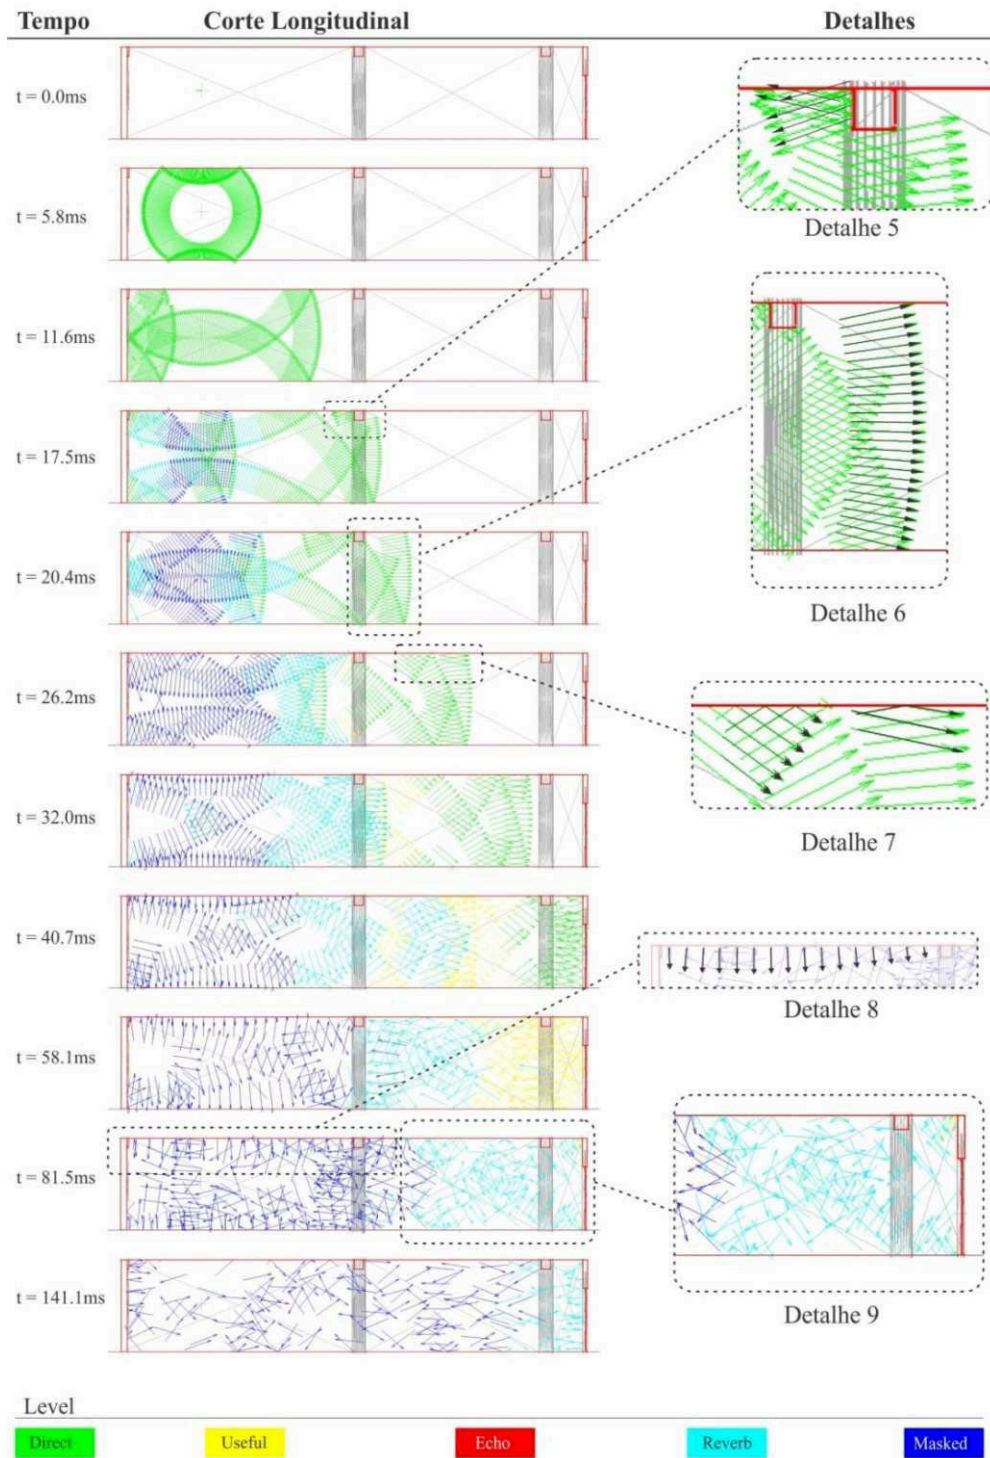 Tempo Corte Longitudinal Detalhes
t = 0.0ms
t = 5.8ms
Detalhe 5
t = 11.6ms
t = 17.5ms
t = 20.4ms
Detalhe 6
t = 26.2ms
t = 32.0ms
Detalhe 7
t = 40.7ms
Detalhe 8
t = 58.1ms
t = 81.5ms
t = 141.1ms
Detalhe 9
Level
Direct Useful Echo Reverb Masked